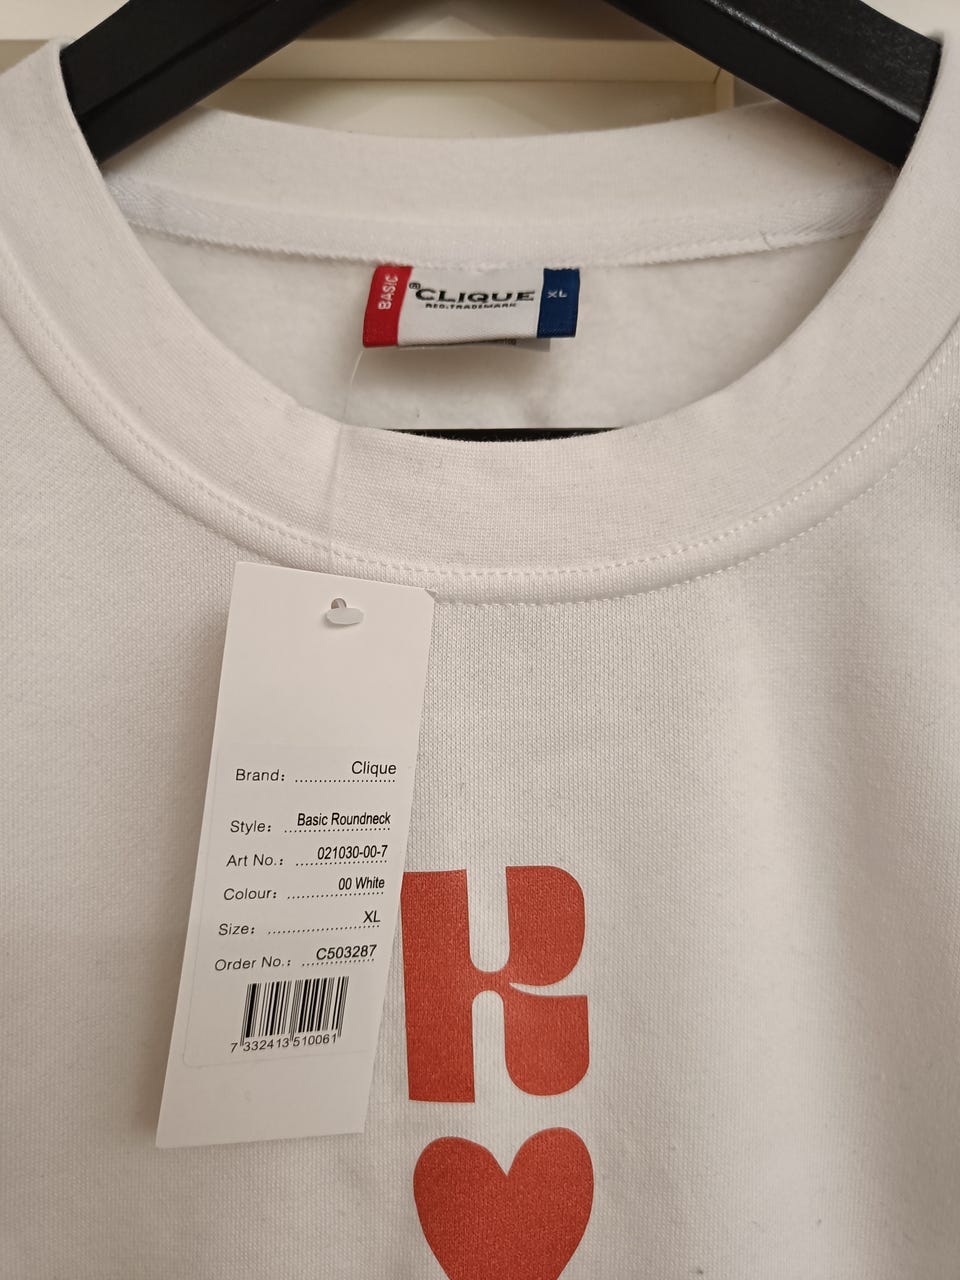 BASIC
®CLIQUE
REG.TRADEMARK
XL
Brand: .................... Clique
Style: .................... Basic Roundneck
Art No.: .................... 021030-00-7
Colour: .................... 00 White
Size: .................... XL
Order No.: .................... C503287
7 332413 510061
K